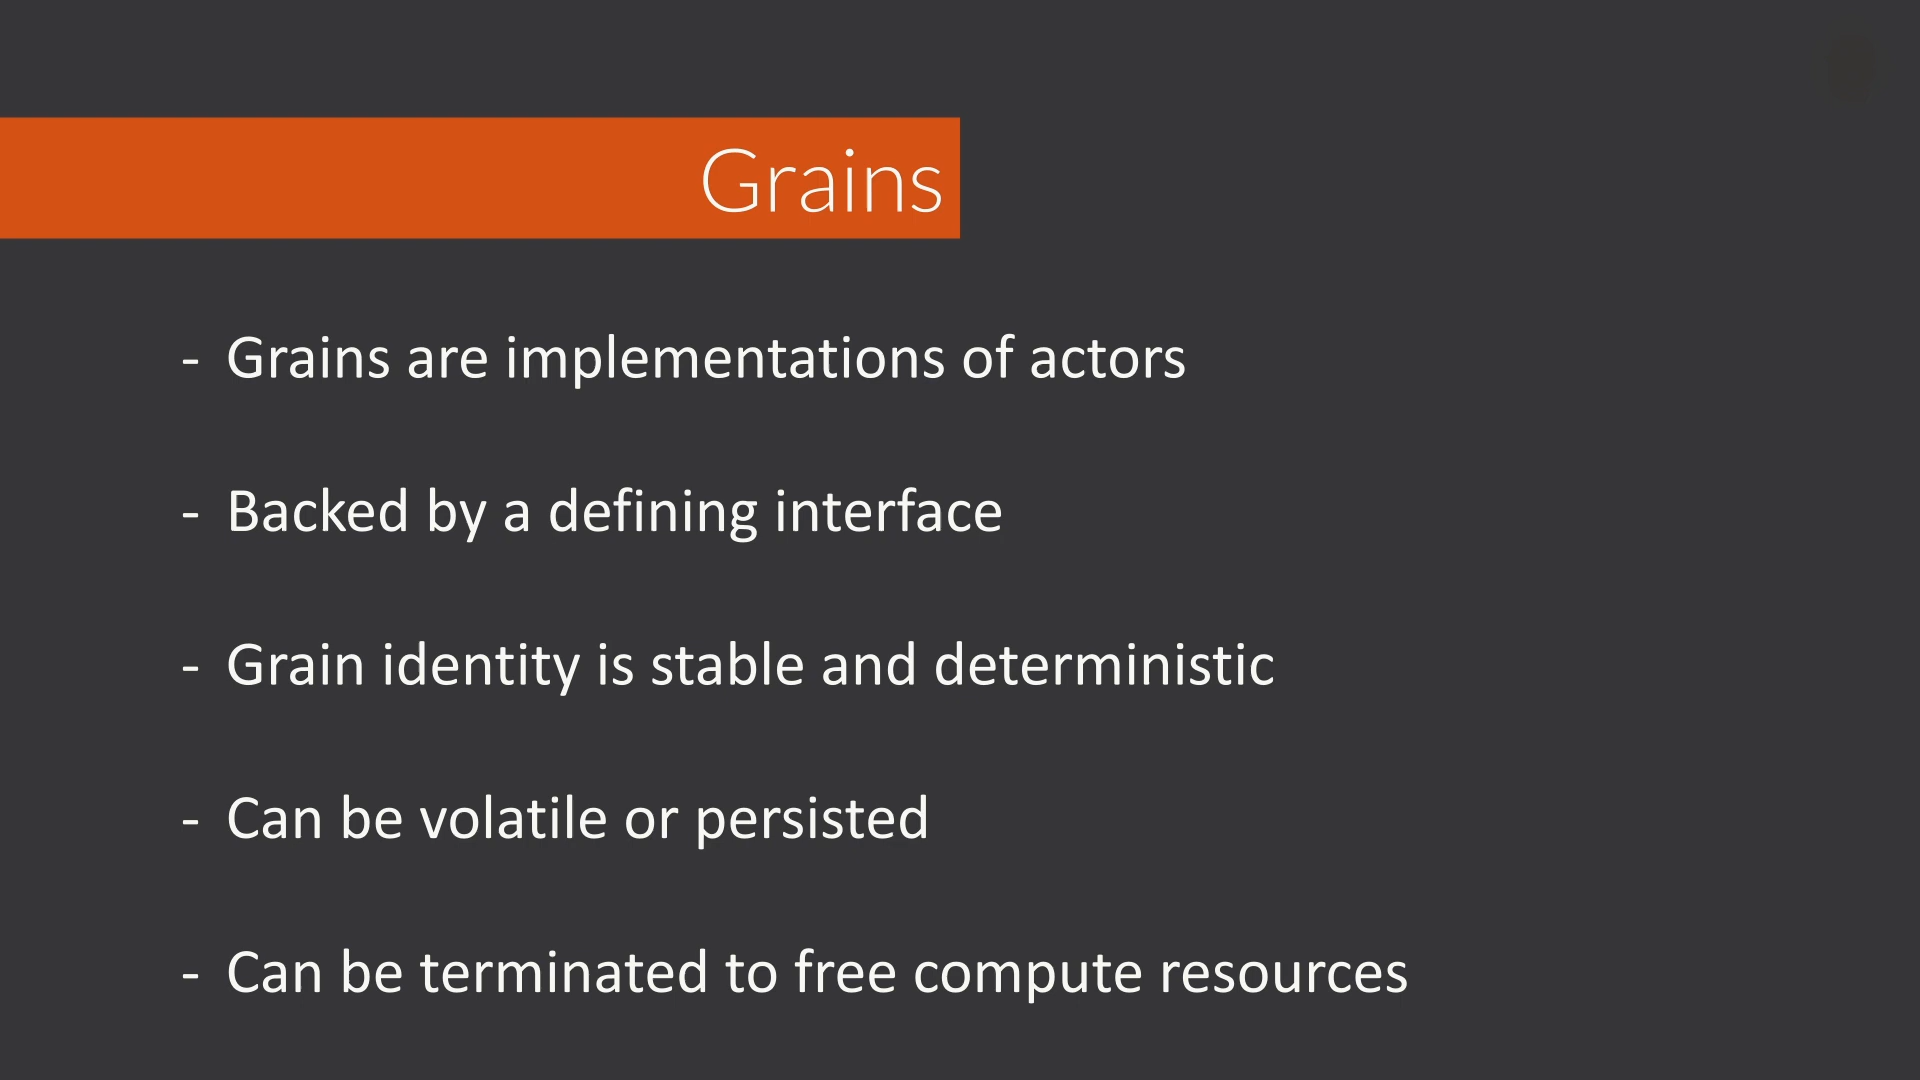 Grains
- Grains are implementations of actors
- Backed by a defining interface
- Grain identity is stable and deterministic
- Can be volatile or persisted
- Can be terminated to free compute resources